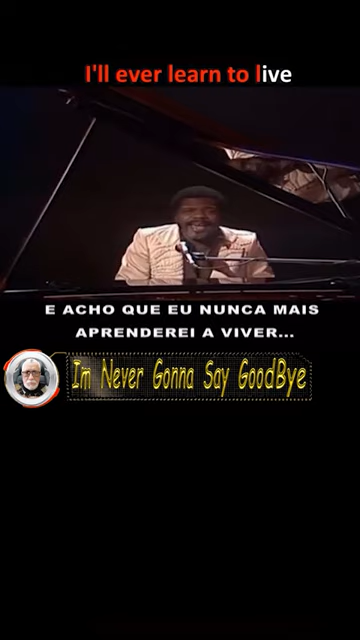 I'll ever learn to live
E ACHO QUE EU NUNCA MAIS
APRENDEREI A VIVER...
Im Never Gonna Say GoodBye